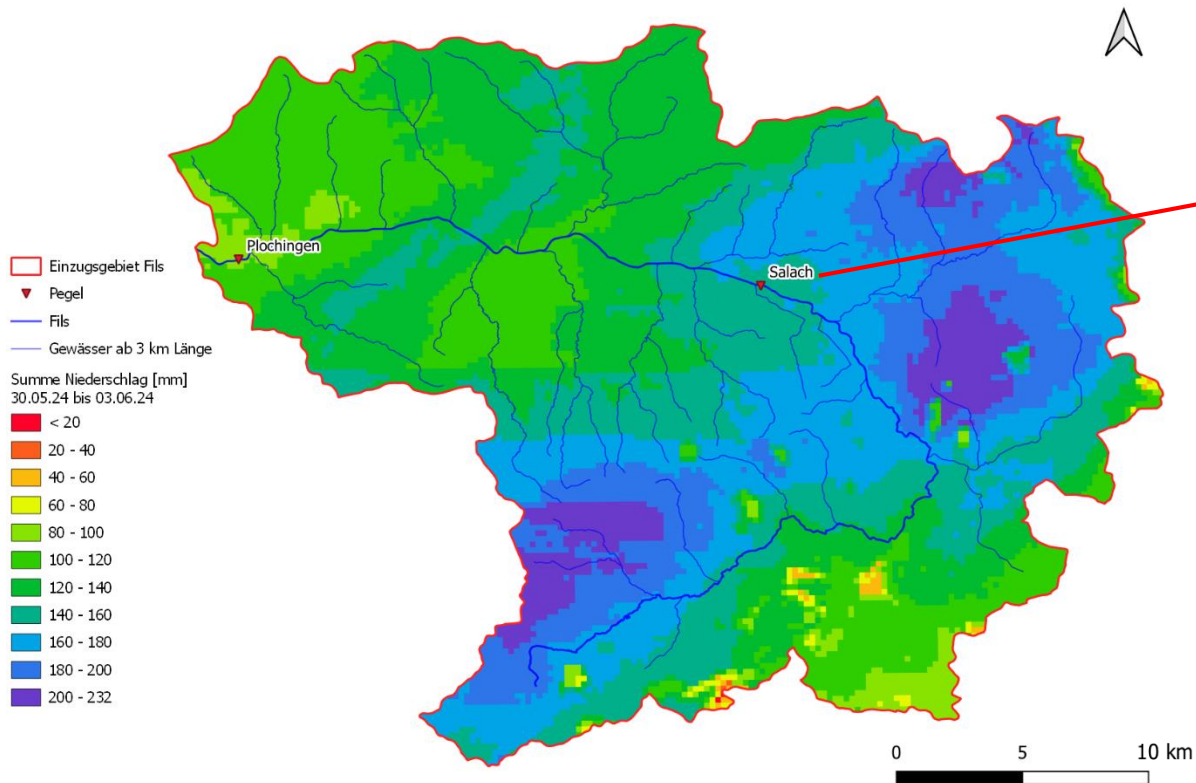 Plochingen
Salach
Einzugsgebiet Fils
Pegel
Fils
Gewässer ab 3 km Länge
Summe Niederschlag [mm]
30.05.24 bis 03.06.24
< 20
20 - 40
40 - 60
60 - 80
80 - 100
100 - 120
120 - 140
140 - 160
160 - 180
180 - 200
200 - 232
0 5 10 km